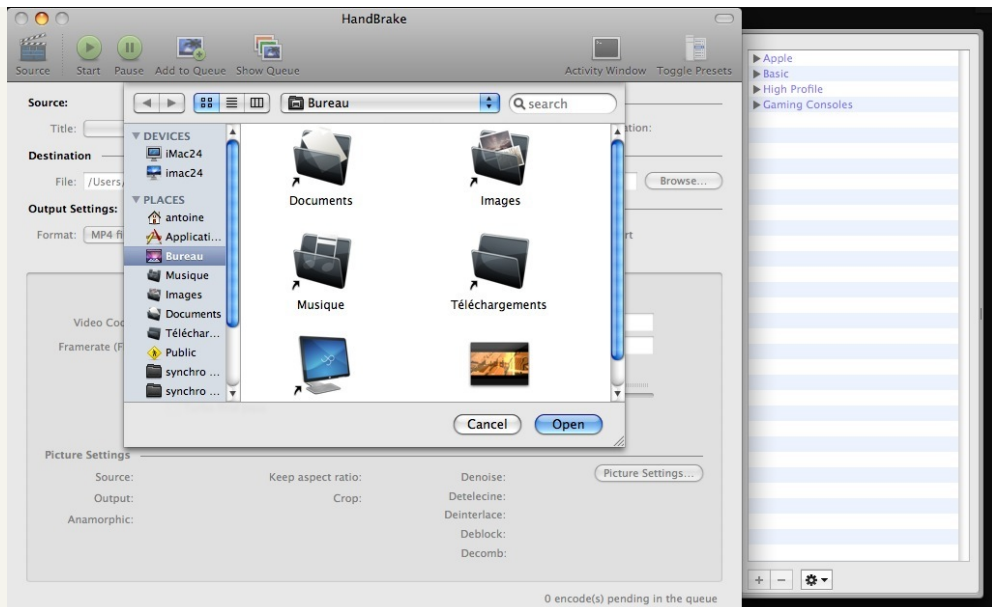 HandBrake
Source Start Pause Add to Queue Show Queue Activity Window Toggle Presets
Source:
Bureau
search
Title:
ation:
Destination
File: /Users/
Browse...
Output Settings:
Format: MP4 fi
rt
DEVICES
iMac24
imac24
PLACES
antoine
Applicati...
Bureau
Musique
Images
Documents
Téléchar...
Public
synchro ...
synchro ...
Documents
Images
Musique
Téléchargements
Video Cod
Framerate (F
Cancel
Open
Picture Settings
Source:
Keep aspect ratio:
Denoise:
Picture Settings...
Output:
Crop:
Detelecine:
Anamorphic:
Deinterlace:
Deblock:
Decomb:
0 encode(s) pending in the queue
Apple
Basic
High Profile
Gaming Consoles